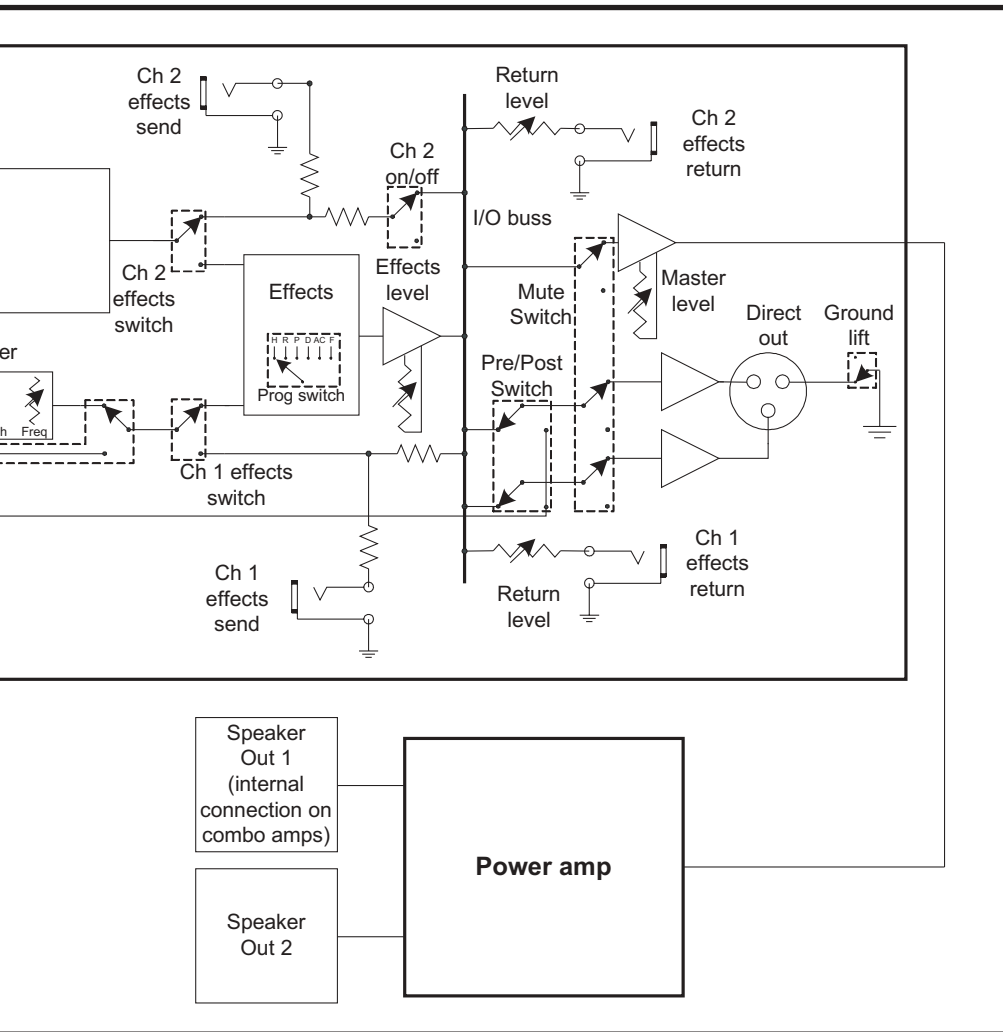 Ch 2
effects
send
Return
level
Ch 2
effects
return
Ch 2
on/off
I/O buss
Ch 2
effects
switch
Effects
H R P D AC F
Prog switch
Effects
level
Mute
Switch
Master
level
Direct
out
Ground
lift
Pre/Post
Switch
er
h Freq
Ch 1 effects
switch
Ch 1
effects
send
Return
level
Ch 1
effects
return
Speaker
Out 1
(internal
connection on
combo amps)
Power amp
Speaker
Out 2